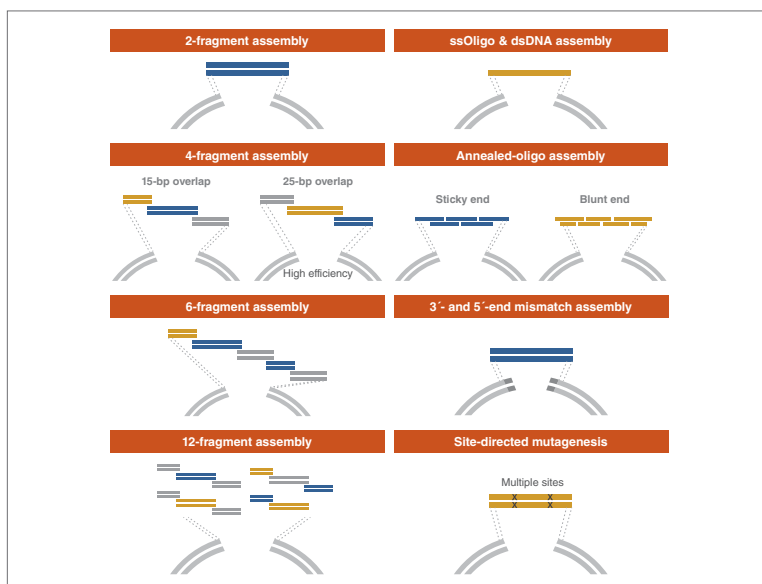 2-fragment assembly
ssOligo & dsDNA assembly
4-fragment assembly
Annealed-oligo assembly
15-bp overlap
25-bp overlap
Sticky end
Blunt end
High efficiency
6-fragment assembly
3´- and 5´-end mismatch assembly
12-fragment assembly
Site-directed mutagenesis
Multiple sites
x x
x x